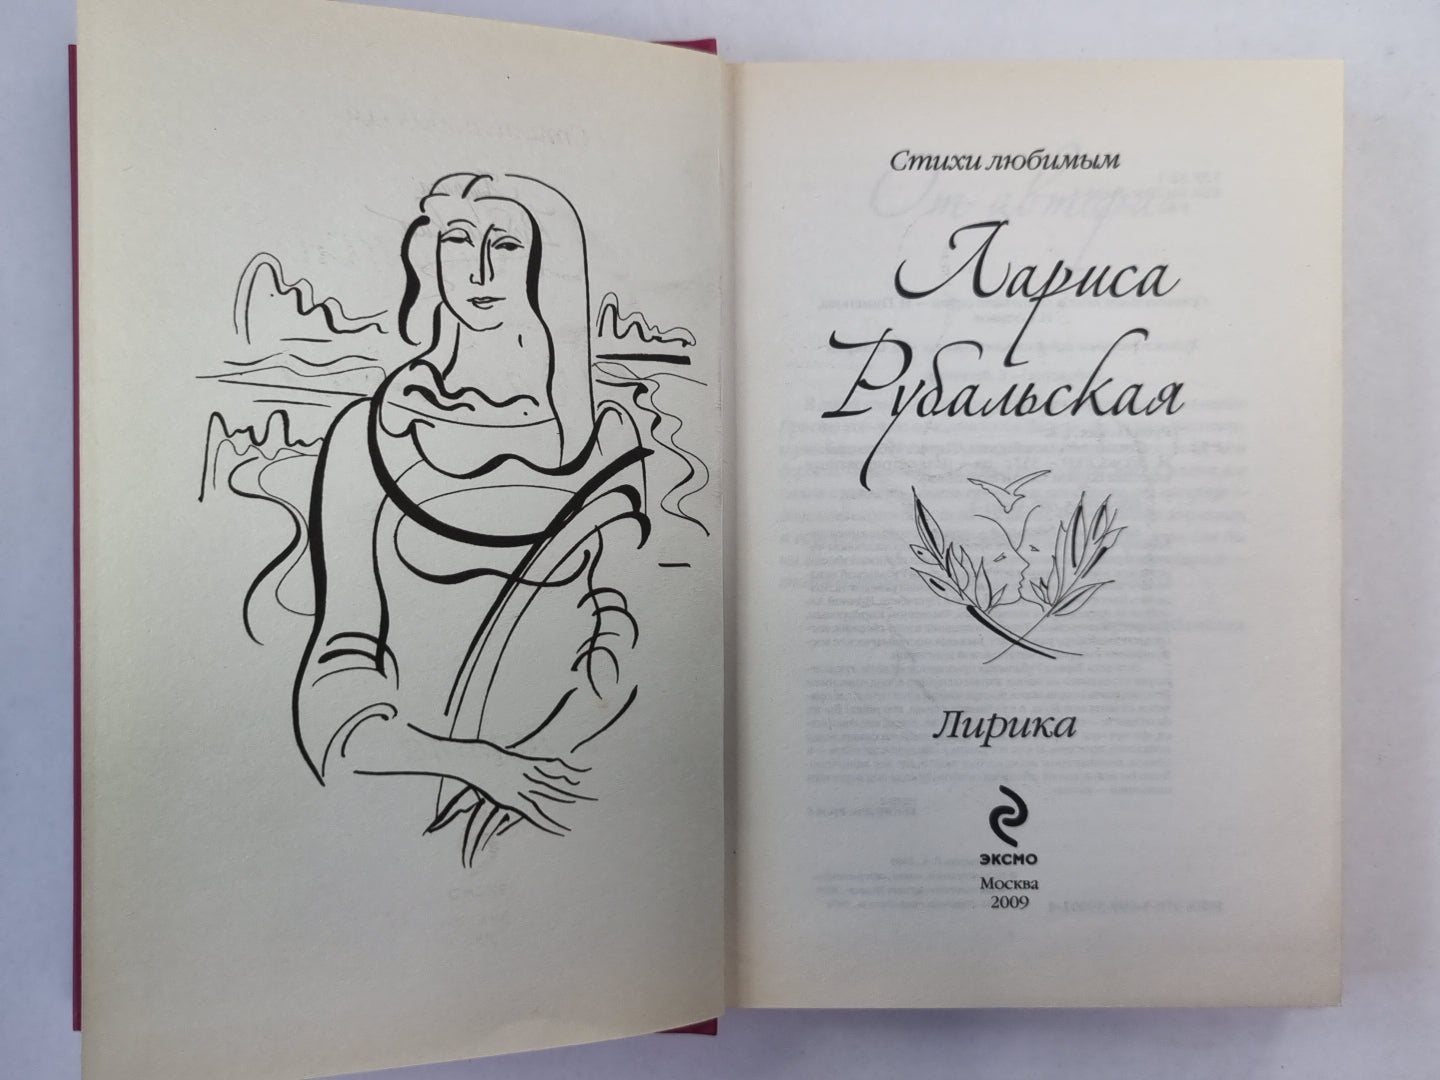 Стихи любимым
Лариса
Рубальская
Лирика
ЭКСМО
Москва
2009